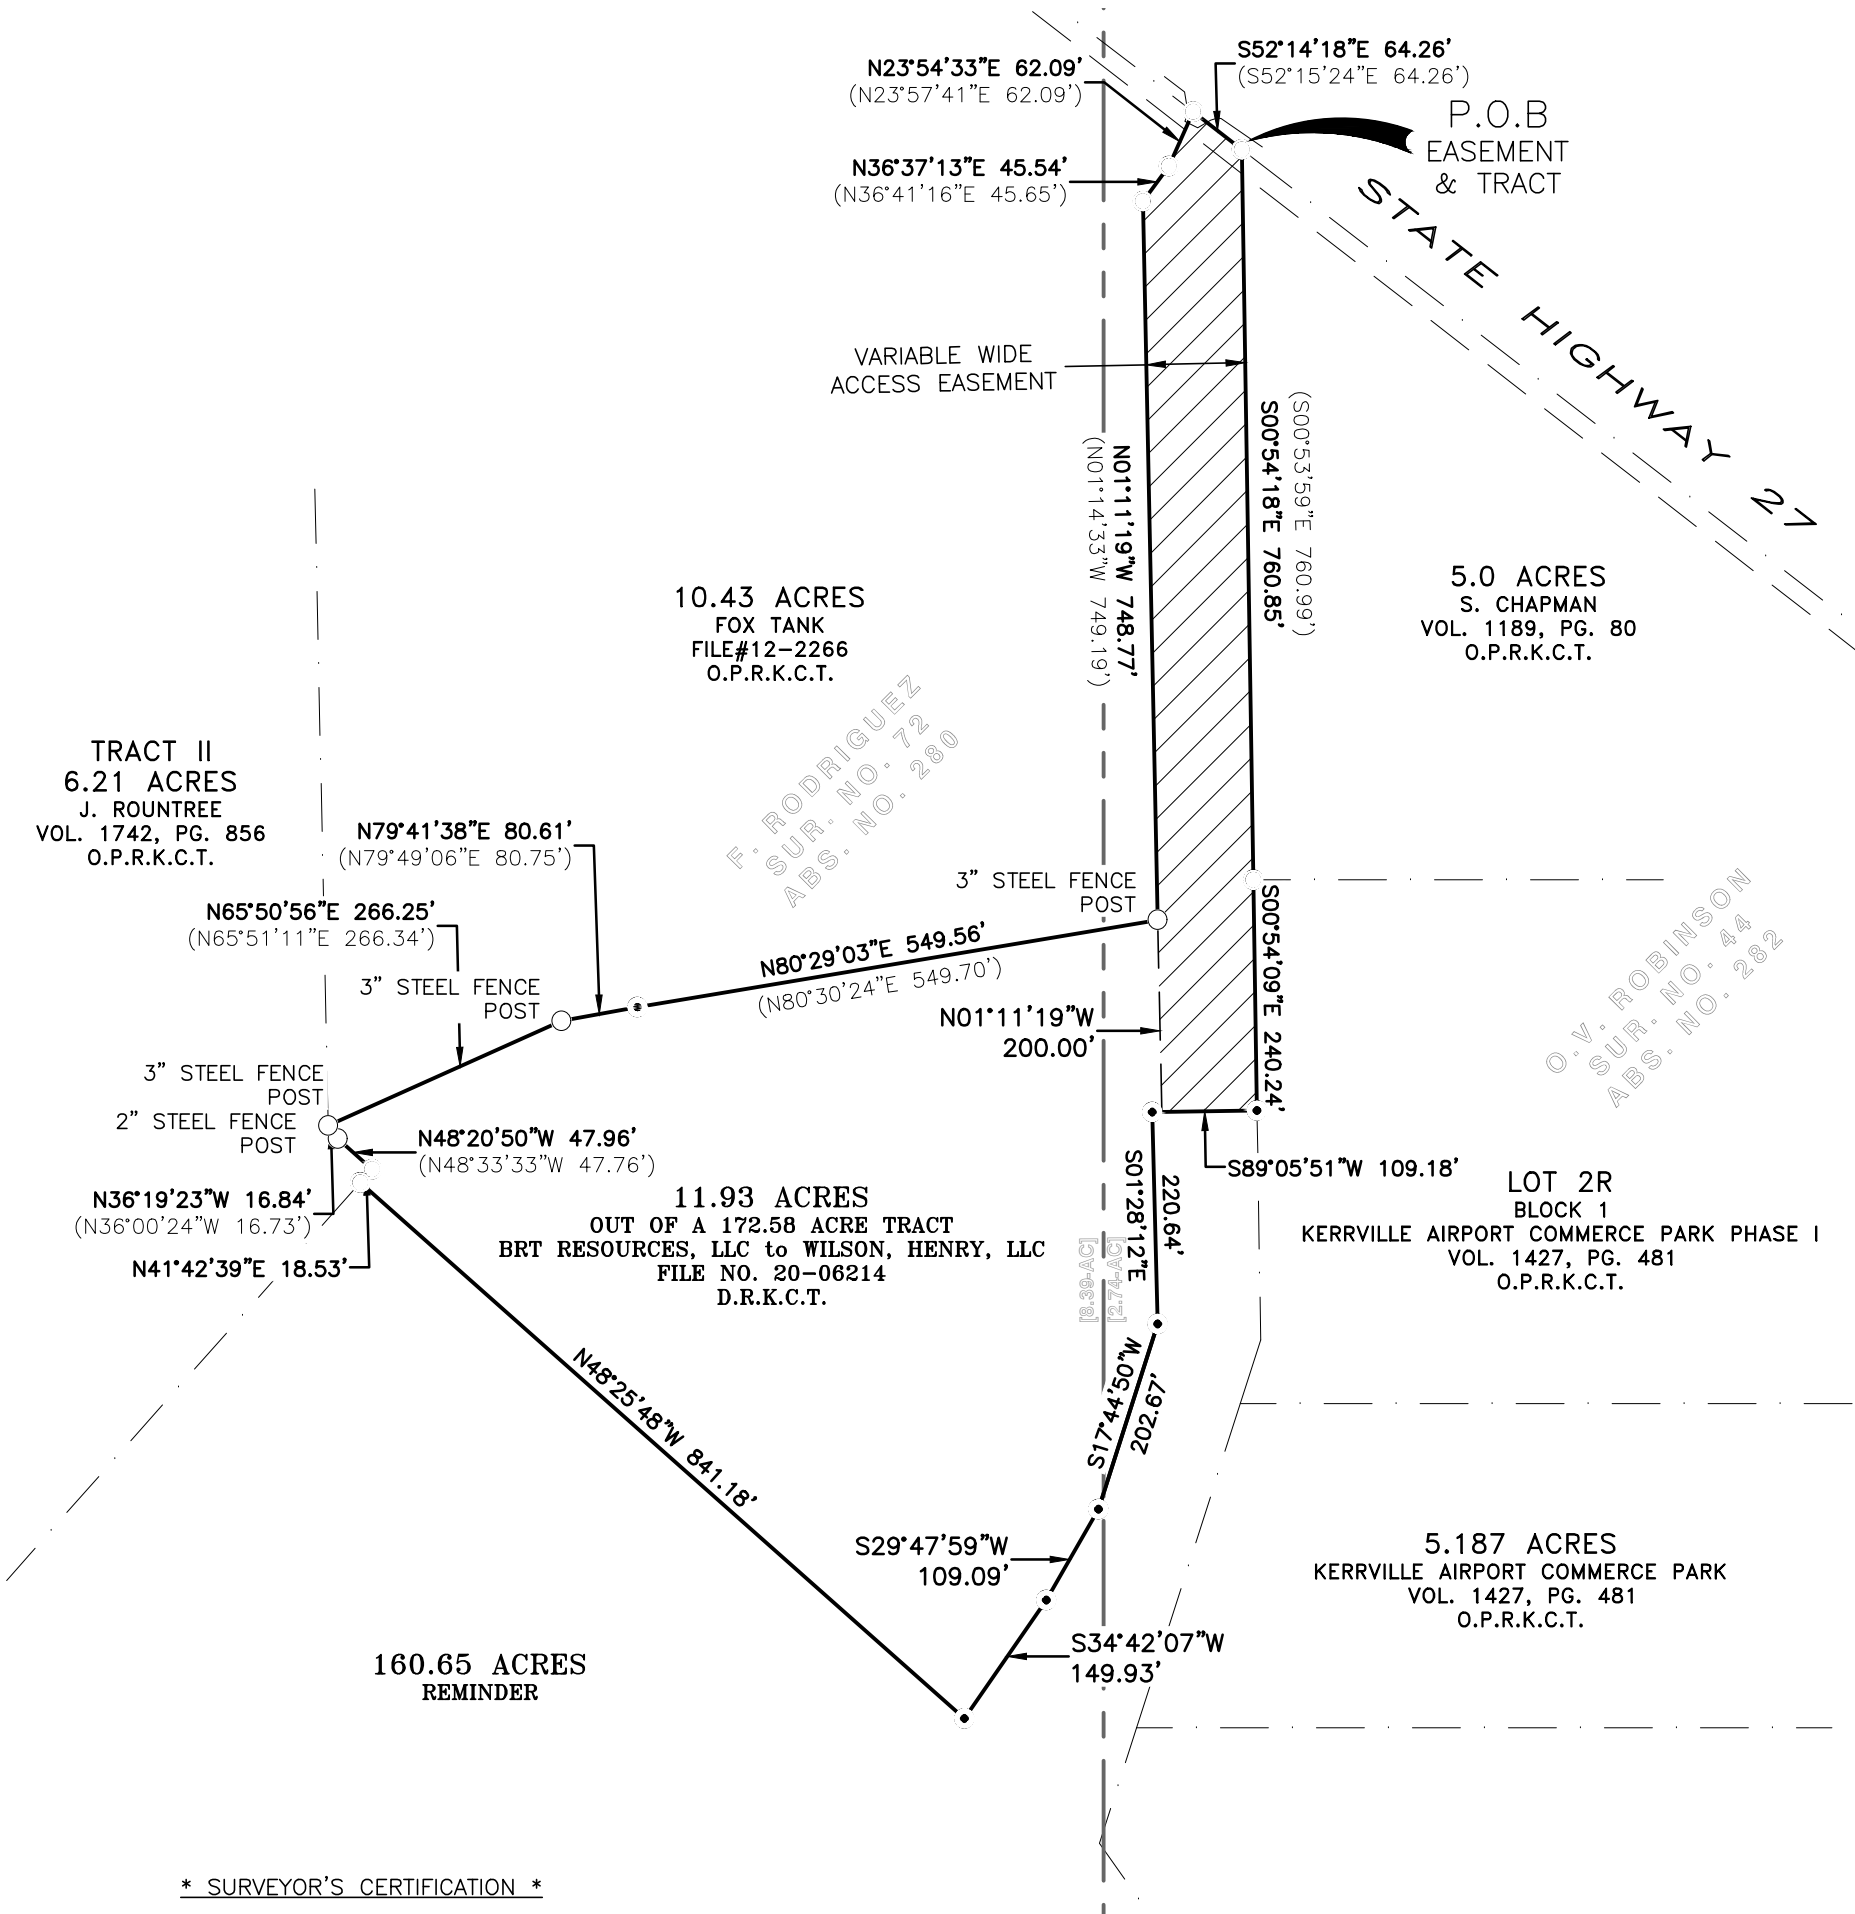 N23°54'33"E 62.09'
(N23°57'41"E 62.09')
S52°14'18"E 64.26'
(S52°15'24"E 64.26')
P.O.B
EASEMENT
& TRACT
N36°37'13"E 45.54'
(N36°41'16"E 45.65')
STATE HIGHWAY 27
VARIABLE WIDE
ACCESS EASEMENT
N01°11'19"W 748.77'
(N01°14'33"W 749.19')
(S00°53'59"E 760.99')
S00°54'18"E 760.85'
10.43 ACRES
FOX TANK
FILE#12-2266
O.P.R.K.C.T.
5.0 ACRES
S. CHAPMAN
VOL. 1189, PG. 80
O.P.R.K.C.T.
F. RODRIGUEZ
SUR. NO. 72
ABS. NO. 280
TRACT II
6.21 ACRES
J. ROUNTREE
VOL. 1742, PG. 856
O.P.R.K.C.T.
N79°41'38"E 80.61'
(N79°49'06"E 80.75')
3" STEEL FENCE
POST
N65°50'56"E 266.25'
(N65°51'11"E 266.34')
N80°29'03"E 549.56'
(N80°30'24"E 549.70')
3" STEEL FENCE
POST
N01°11'19"W
200.00'
S00°54'09"E 240.24'
O.V. ROBINSON
SUR. NO. 44
ABS. NO. 282
3" STEEL FENCE
POST
2" STEEL FENCE
POST
N48°20'50"W 47.96'
(N48°33'33"W 47.76')
S89°05'51"W 109.18'
N36°19'23"W 16.84'
(N36°00'24"W 16.73')
N41°42'39"E 18.53'
11.93 ACRES
OUT OF A 172.58 ACRE TRACT
BRT RESOURCES, LLC to WILSON, HENRY, LLC
FILE NO. 20-06214
D.R.K.C.T.
S01°28'12"E
220.64'
[8.39-AC]
[2.74-AC]
LOT 2R
BLOCK 1
KERRVILLE AIRPORT COMMERCE PARK PHASE I
VOL. 1427, PG. 481
O.P.R.K.C.T.
N48°25'48"W 841.18'
S17°44'50"W
202.67'
S29°47'59"W
109.09'
5.187 ACRES
KERRVILLE AIRPORT COMMERCE PARK
VOL. 1427, PG. 481
O.P.R.K.C.T.
S34°42'07"W
149.93'
160.65 ACRES
REMINDER
* SURVEYOR'S CERTIFICATION *